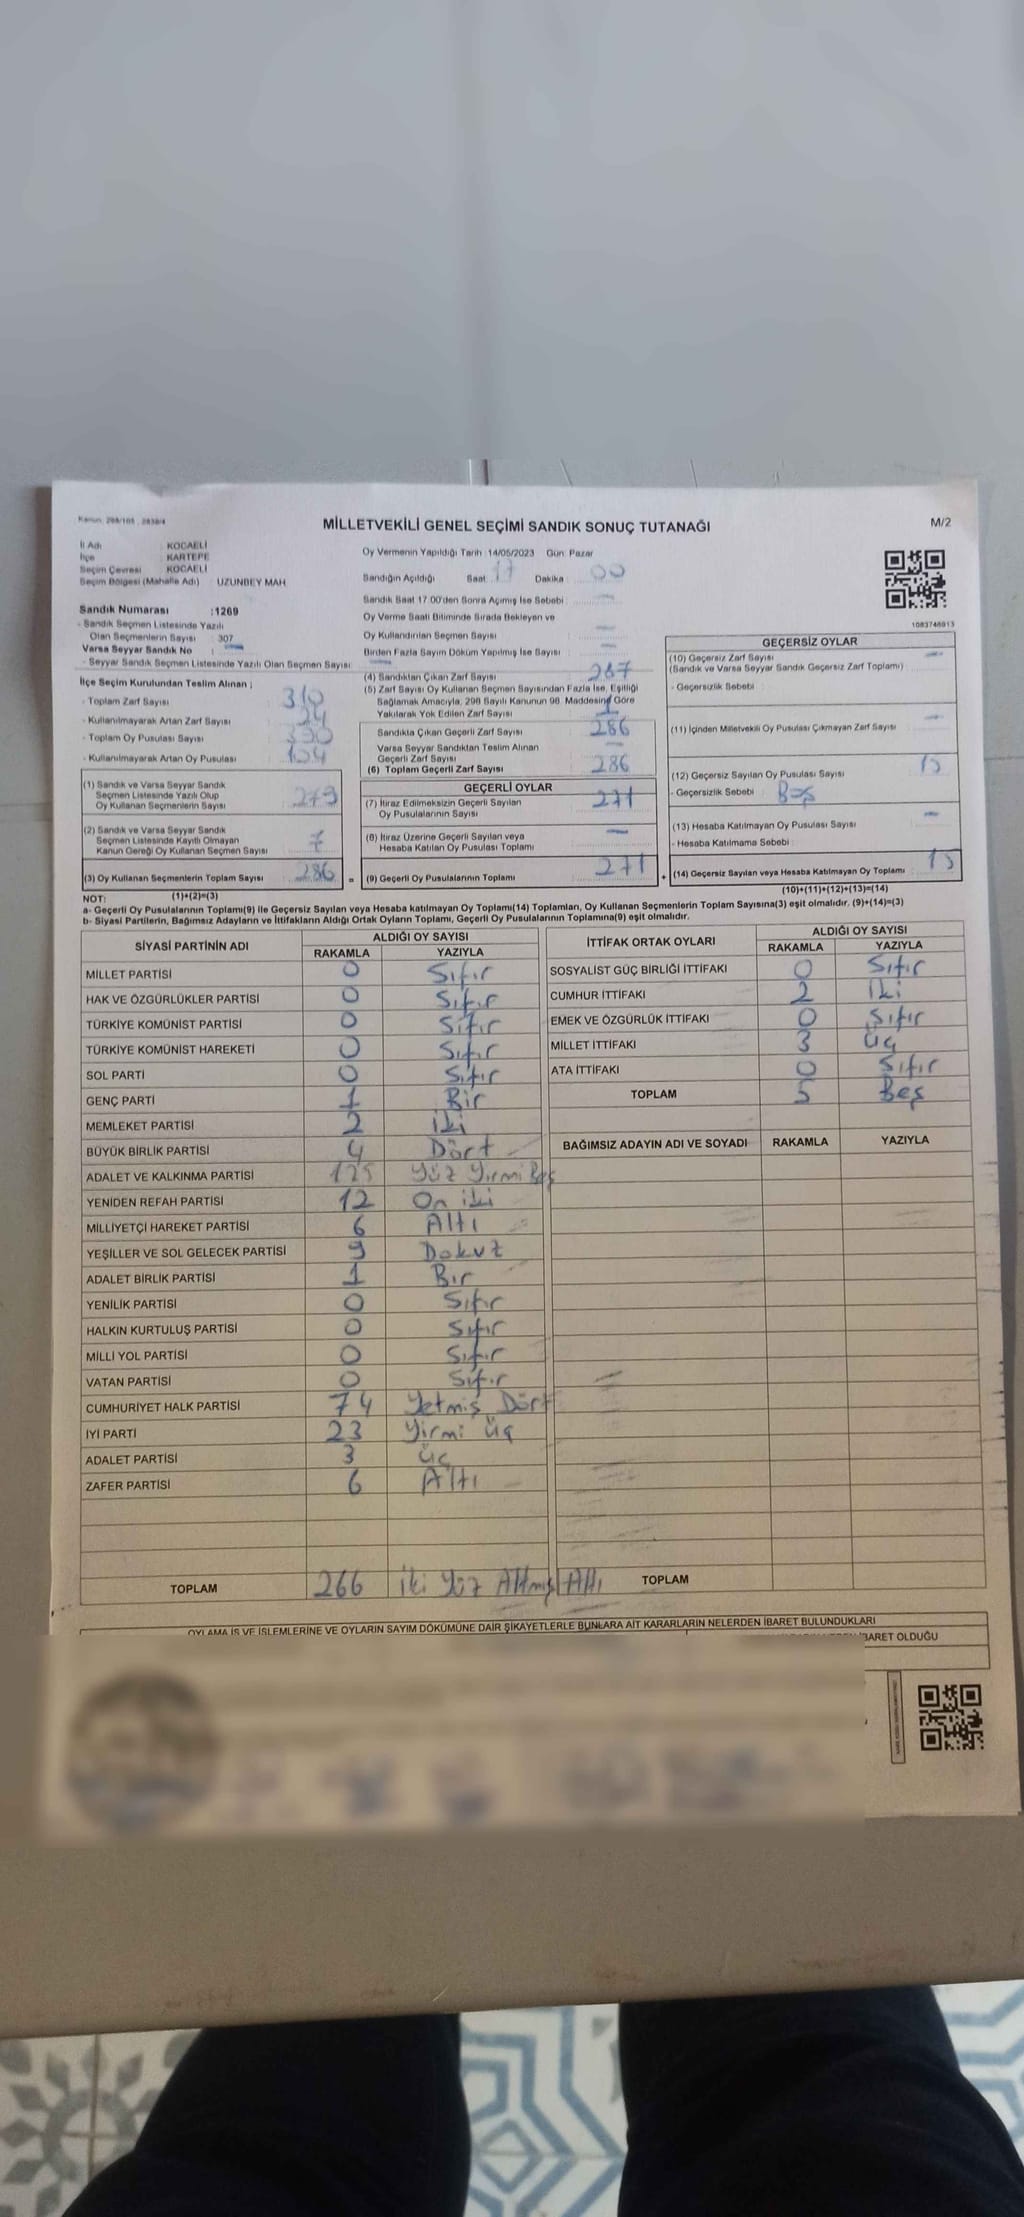 Kanun: 298/105 , 2839/4
MİLLETVEKİLİ GENEL SEÇİMİ SANDIK SONUÇ TUTANAĞI
M/2
İl Adı : KOCAELİ
İlçe : KARTEPE
Seçim Çevresi : KOCAELİ
Seçim Bölgesi (Mahalle Adı) : UZUNBEY MAH.
Sandık Numarası :1269
- Sandık Seçmen Listesinde Yazılı
Olan Seçmenlerin Sayısı : 307
Varsa Seyyar Sandık No : —
- Seyyar Sandık Seçmen Listesinde Yazılı Olan Seçmen Sayısı: —
İlçe Seçim Kurulundan Teslim Alınan ;
- Toplam Zarf Sayısı : 310
- Kullanılmayarak Artan Zarf Sayısı :
- Toplam Oy Pusulası Sayısı :
- Kullanılmayarak Artan Oy Pusulası : 104
(1) Sandık ve Varsa Seyyar Sandık
Seçmen Listesinde Yazılı Olup
Oy Kullanan Seçmenlerin Sayısı : 279
(2) Sandık ve Varsa Seyyar Sandık
Seçmen Listesinde Kayıtlı Olmayan
Kanun Gereği Oy Kullanan Seçmen Sayısı : 7
(3) Oy Kullanan Seçmenlerin Toplam Sayısı : 286 =
Oy Vermenin Yapıldığı Tarih :14/05/2023 Gün: Pazar
Sandığın Açıldığı Saat : 17 Dakika : 00
Sandık Saat 17:00'den Sonra Açımış İse Sebebi : —
Oy Verme Saati Bitiminde Sırada Bekleyen ve
Oy Kullandırılan Seçmen Sayısı : —
Birden Fazla Sayım Döküm Yapılmış İse Sayısı : —
(4) Sandıktan Çıkan Zarf Sayısı : 287
(5) Zarf Sayısı Oy Kullanan Seçmen Sayısından Fazla İse, Eşitliği
Sağlamak Amacıyla, 298 Sayılı Kanunun 98. Maddesine Göre
Yakılarak Yok Edilen Zarf Sayısı : 1
Sandıkta Çıkan Geçerli Zarf Sayısı : 286
Varsa Seyyar Sandıktan Teslim Alınan
Geçerli Zarf Sayısı : —
(6) Toplam Geçerli Zarf Sayısı : 286
GEÇERLİ OYLAR
(7) İtiraz Edilmeksizin Geçerli Sayılan
Oy Pusulalarının Sayısı : 271
(8) İtiraz Üzerine Geçerli Sayılan veya
Hesaba Katılan Oy Pusulası Toplamı : —
(9) Geçerli Oy Pusulalarının Toplamı : 271 +
1083746913
GEÇERSİZ OYLAR
(10) Geçersiz Zarf Sayısı : —
(Sandık ve Varsa Seyyar Sandık Geçersiz Zarf Toplamı)
- Geçersizlik Sebebi :
(11) İçinden Milletvekili Oy Pusulası Çıkmayan Zarf Sayısı : —
(12) Geçersiz Sayılan Oy Pusulası Sayısı : 15
- Geçersizlik Sebebi : Boş
(13) Hesaba Katılmayan Oy Pusulası Sayısı : —
- Hesaba Katılmama Sebebi :
(14) Geçersiz Sayılan veya Hesaba Katılmayan Oy Toplamı : 15
NOT: (1)+(2)=(3) (10)+(11)+(12)+(13)=(14)
a- Geçerli Oy Pusulalarının Toplamı(9) ile Geçersiz Sayılan veya Hesaba katılmayan Oy Toplamı(14) Toplamları, Oy Kullanan Seçmenlerin Toplam Sayısına(3) eşit olmalıdır. (9)+(14)=(3)
b- Siyasi Partilerin, Bağımsız Adayların ve İttifakların Aldığı Ortak Oyların Toplamı, Geçerli Oy Pusulalarının Toplamına(9) eşit olmalıdır.
SİYASİ PARTİNİN ADI ALDIĞI OY SAYISI
RAKAMLA YAZIYLA
MİLLET PARTİSİ 0 Sıfır
HAK VE ÖZGÜRLÜKLER PARTİSİ 0 Sıfır
TÜRKİYE KOMÜNİST PARTİSİ 0 Sıfır
TÜRKİYE KOMÜNİST HAREKETİ 0 Sıfır
SOL PARTİ 0 Sıfır
GENÇ PARTİ 1 Bir
MEMLEKET PARTİSİ 2 İki
BÜYÜK BİRLİK PARTİSİ 4 Dört
ADALET VE KALKINMA PARTİSİ 125 Yüz Yirmi Beş
YENİDEN REFAH PARTİSİ 12 On iki
MİLLİYETÇİ HAREKET PARTİSİ 6 Altı
YEŞİLLER VE SOL GELECEK PARTİSİ 9 Dokuz
ADALET BİRLİK PARTİSİ 1 Bir
YENİLİK PARTİSİ 0 Sıfır
HALKIN KURTULUŞ PARTİSİ 0 Sıfır
MİLLİ YOL PARTİSİ 0 Sıfır
VATAN PARTİSİ 0 Sıfır
CUMHURİYET HALK PARTİSİ 74 Yetmiş Dört
İYİ PARTİ 23 Yirmi üç
ADALET PARTİSİ 3 üç
ZAFER PARTİSİ 6 Altı
TOPLAM 266 iki Yüz Altmış Altı
İTTİFAK ORTAK OYLARI ALDIĞI OY SAYISI
RAKAMLA YAZIYLA
SOSYALİST GÜÇ BİRLİĞİ İTTİFAKI 0 Sıfır
CUMHUR İTTİFAKI 2 İki
EMEK VE ÖZGÜRLÜK İTTİFAKI 0 Sıfır
MİLLET İTTİFAKI 3 üç
ATA İTTİFAKI 0 Sıfır
TOPLAM 5 Beş
BAĞIMSIZ ADAYIN ADI VE SOYADI RAKAMLA YAZIYLA
TOPLAM
OYLAMA İŞ VE İŞLEMLERİNE VE OYLARIN SAYIM DÖKÜMÜNE DAİR ŞİKAYETLERLE BUNLARA AİT KARARLARIN NELERDEN İBARET BULUNDUKLARI
İBARET OLDUĞU